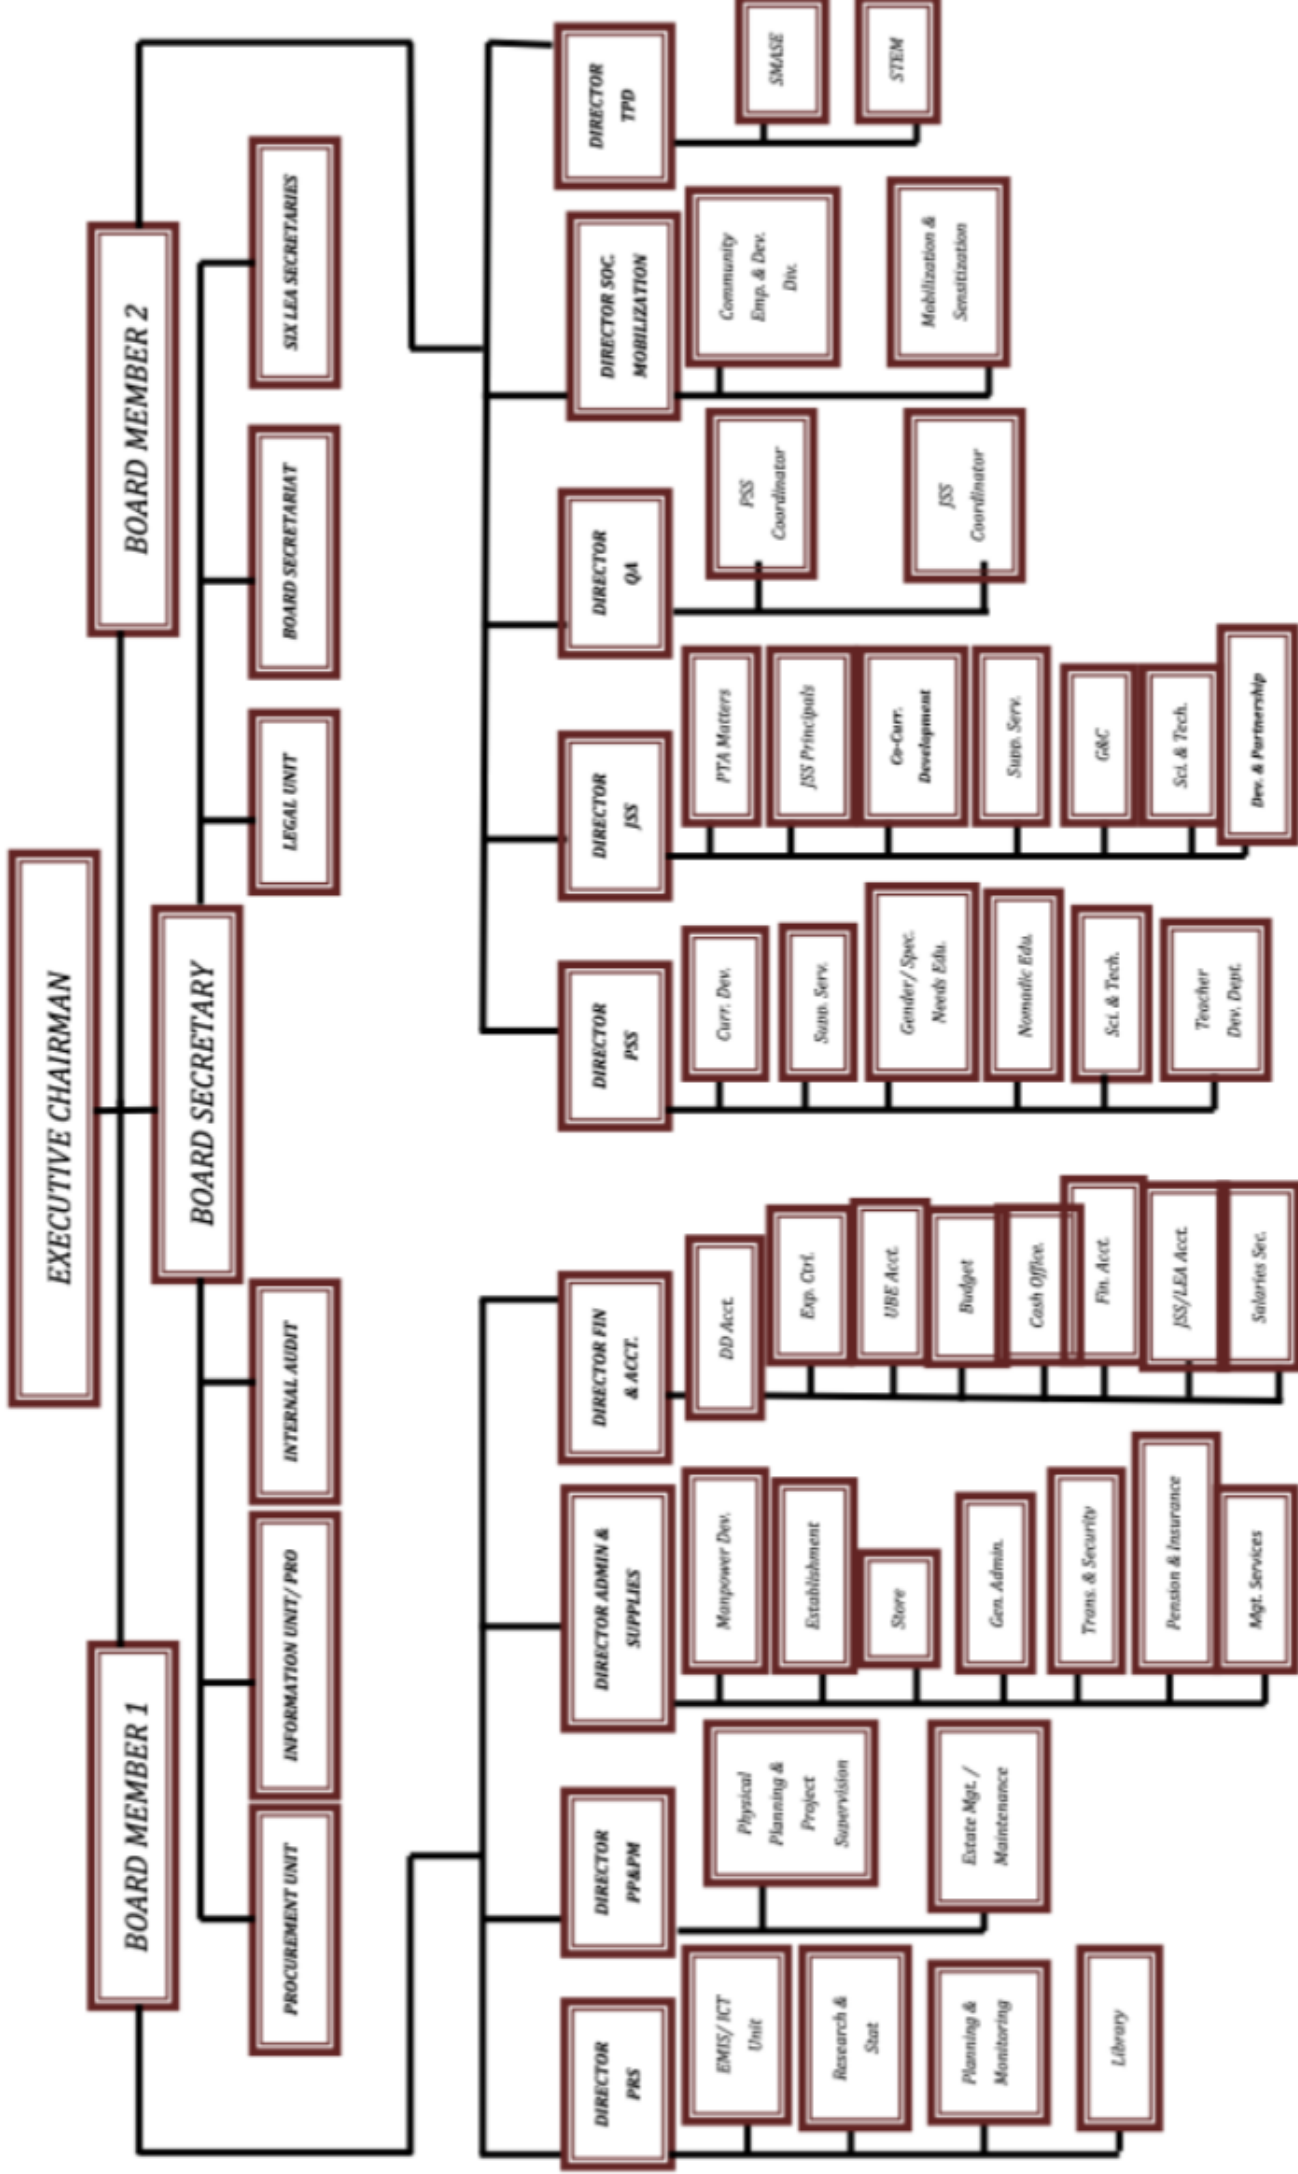 EXECUTIVE CHAIRMAN
BOARD MEMBER 1
BOARD MEMBER 2
BOARD SECRETARY
PROCUREMENT UNIT
INFORMATION UNIT/ PRO
INTERNAL AUDIT
LEGAL UNIT
BOARD SECRETARIAT
SIX LEA SECRETARIES
DIRECTOR
PRS
EMIS/ ICT
Unit
Research &
Stat
Planning &
Monitoring
Library
DIRECTOR
PP&PM
Physical
Planning &
Project
Supervision
Estate Mgt. /
Maintenance
DIRECTOR ADMIN &
SUPPLIES
Manpower Dev.
Establishment
Store
Gen. Admin.
Trans. & Security
Pension & Insurance
Mgt. Services
DIRECTOR FIN
& ACCT.
DD Acct.
Exp. Ctrl.
UBE Acct.
Budget
Cash Office.
Fin. Acct.
JSS/LEA Acct.
Salaries Sec.
DIRECTOR
PSS
Curr. Dev.
Supp. Serv.
Gender/ Spec.
Needs Edu.
Nomadic Edu.
Sci. & Tech.
Teacher
Dev. Dept.
DIRECTOR
JSS
PTA Matters
JSS Principals
Co-Curr.
Development
Supp. Serv.
G&C
Sci. & Tech.
Dev. & Partnership
DIRECTOR
QA
PSS
Coordinator
JSS
Coordinator
DIRECTOR SOC.
MOBILIZATION
Community
Emp. & Dev.
Div.
Mobilization &
Sensitization
DIRECTOR
TPD
SMASE
STEM